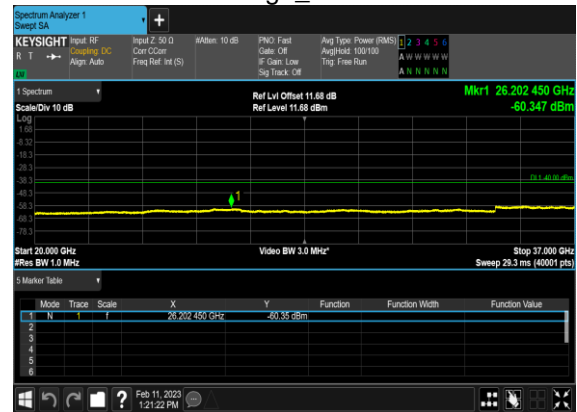 Spectrum Analyzer 1
Swept SA
+
KEYSIGHT Input: RF Input Z: 50 Ω #Atten: 10 dB PNO: Fast Avg Type: Power (RMS) 1 2 3 4 5 6
R T Coupling: DC Corr CCorr Gate: Off Avg|Hold: 100/100 A W W W W W
Align: Auto Freq Ref: Int (S) IF Gain: Low Trig: Free Run
Sig Track: Off A N N N N N
1 Spectrum
Scale/Div 10 dB Ref Lvl Offset 11.68 dB Mkr1 26.202 450 GHz
Ref Level 11.68 dBm -60.347 dBm
Log
1.68
-8.32
-18.3
-28.3
-38.3 DL1 -40.00 dBm
-48.3
1
-58.3
-68.3
-78.3
Start 20.000 GHz Video BW 3.0 MHz* Stop 37.000 GHz
#Res BW 1.0 MHz Sweep 29.3 ms (40001 pts)
5 Marker Table
Mode Trace Scale X Y Function Function Width Function Value
1 N 1 f 26.202 450 GHz -60.35 dBm
2
3
4
5
6
? Feb 11, 2023
1:21:22 PM